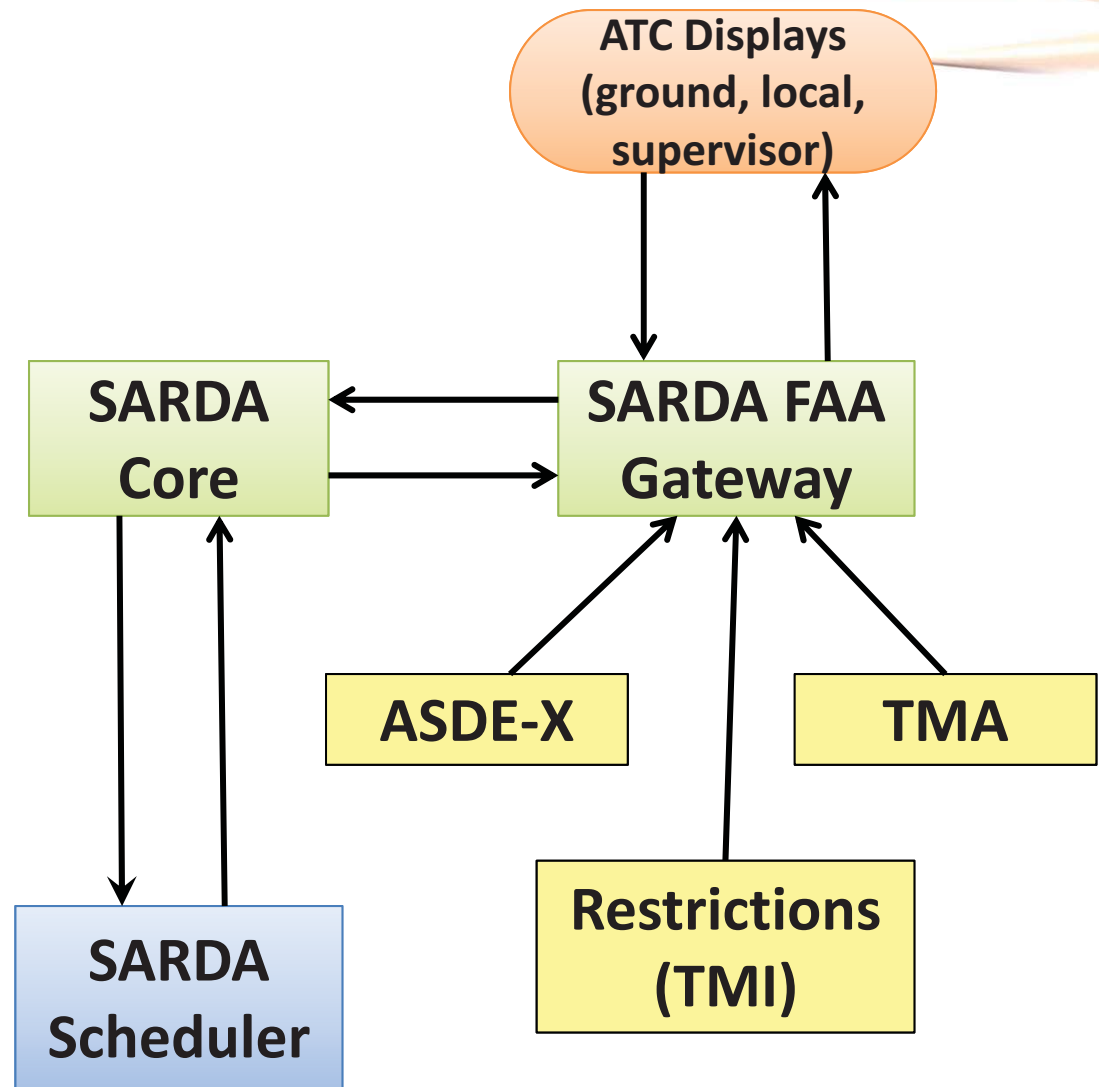 ATC Displays
(ground, local,
supervisor)
SARDA
Core
SARDA FAA
Gateway
ASDE-X
TMA
Restrictions
(TMI)
SARDA
Scheduler